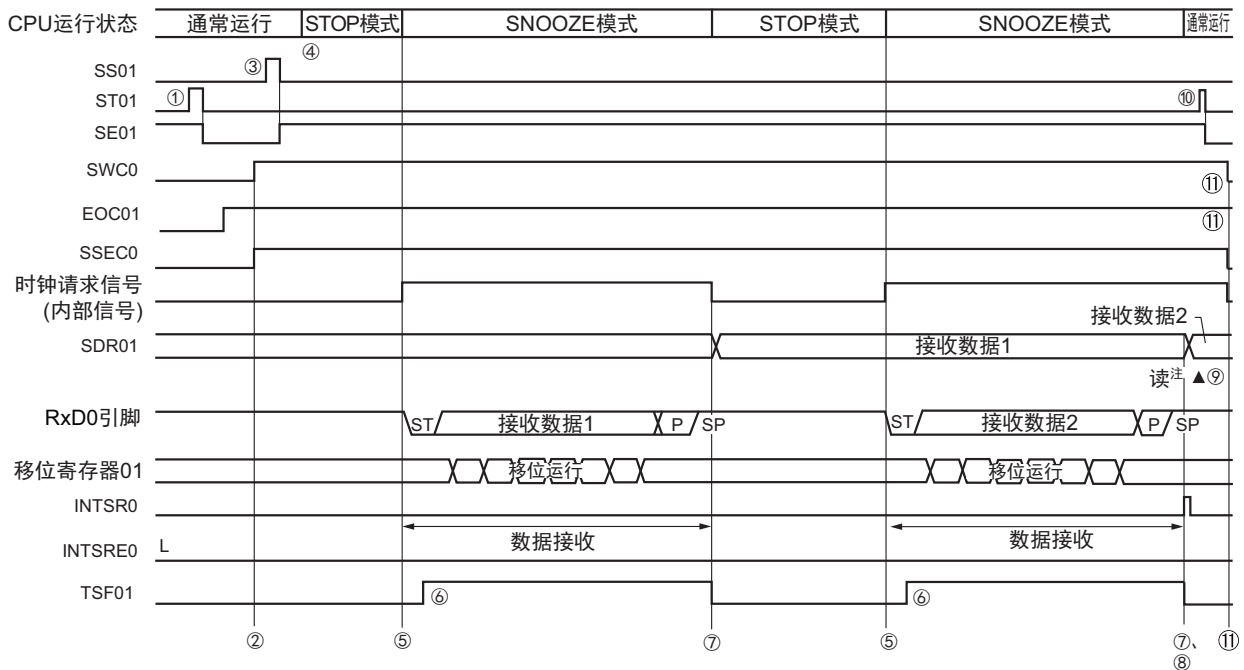 CPU运行状态 通常运行 STOP模式 SNOOZE模式 STOP模式 SNOOZE模式 通常运行
④
SS01 ③
ST01 ① ⑩
SE01
SWC0 ⑪
EOC01 ⑪
SSEC0
时钟请求信号
(内部信号)
接收数据2
SDR01 接收数据1
读注 ▲⑨
RxD0引脚 ST 接收数据1 P SP ST 接收数据2 P SP
移位寄存器01 移位运行 移位运行
INTSR0
数据接收 数据接收
INTSRE0 L
TSF01 ⑥ ⑥
② ⑤ ⑦ ⑤ ⑦、 ⑪
⑧